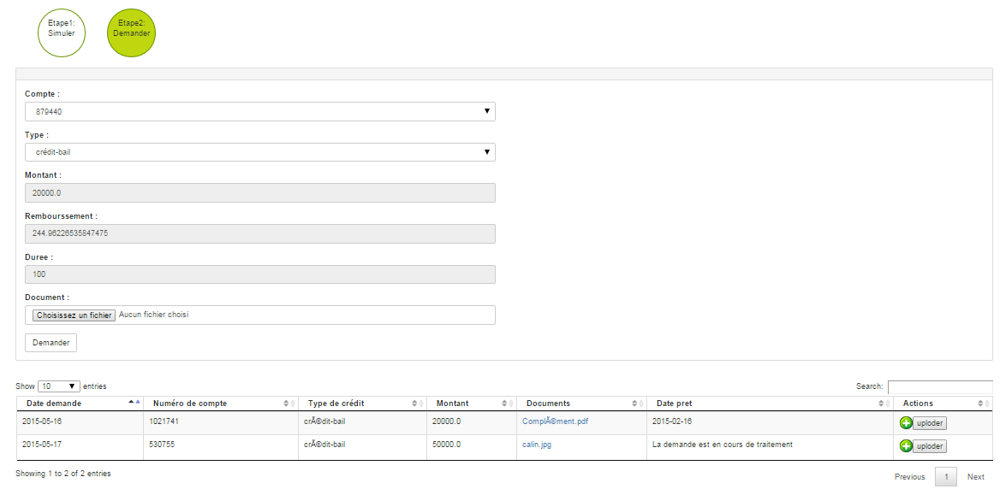 Etape1:
Simuler
Etape2:
Demander
Compte :
879440
Type :
crédit-bail
Montant :
20000.0
Rembourssement :
244.96226535847475
Duree :
100
Document :
Choisissez un fichier Aucun fichier choisi
Demander
Show 10 entries Search:
Date demande Numéro de compte Type de crédit Montant Documents Date pret Actions
2015-05-16 1021741 crÃ©dit-bail 20000.0 ComplÃ©ment.pdf 2015-02-16 uploder
2015-05-17 530755 crÃ©dit-bail 50000.0 calin.jpg La demande est en cours de traitement uploder
Showing 1 to 2 of 2 entries Previous 1 Next